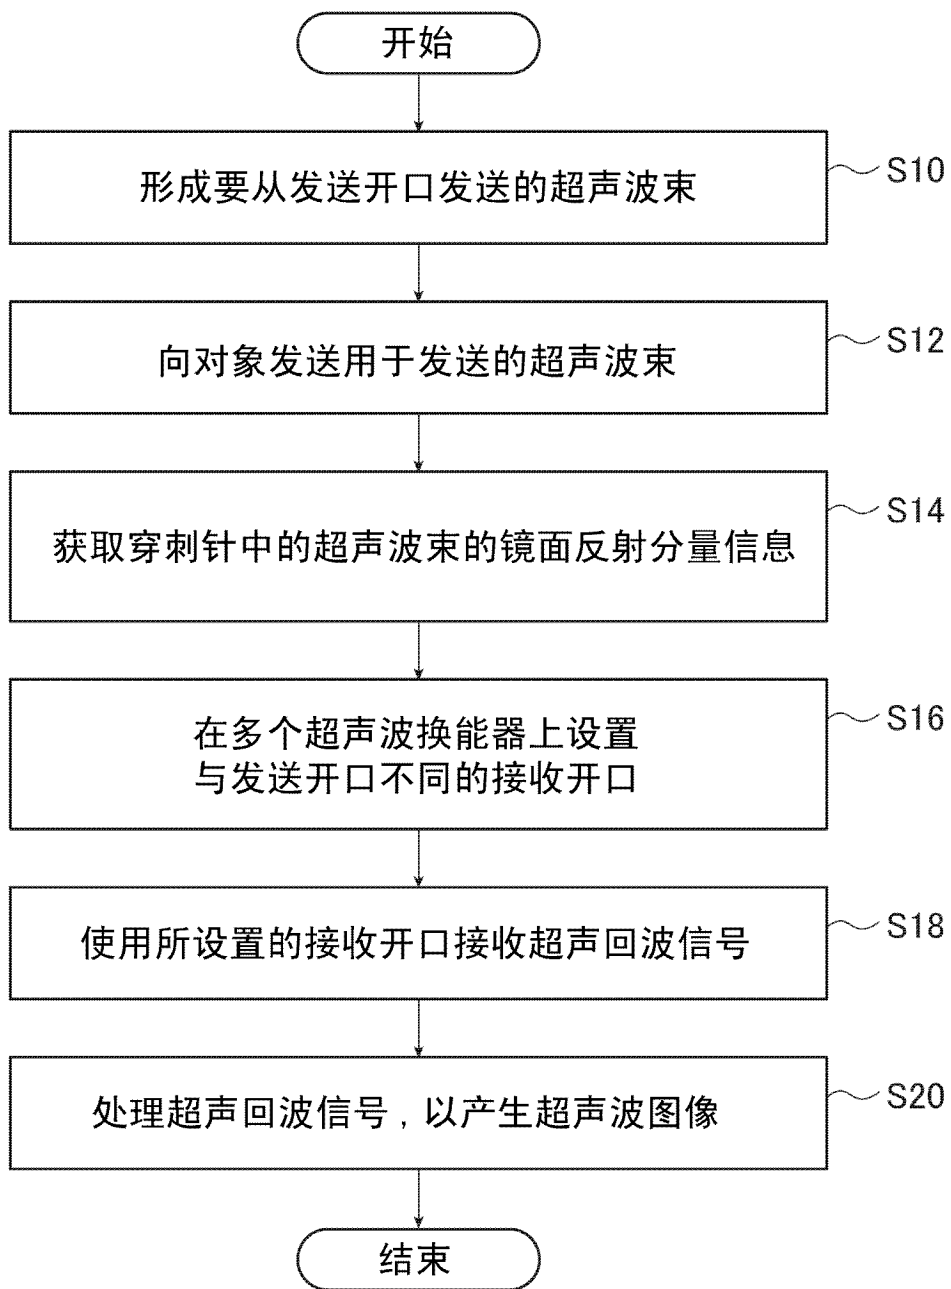 开始
形成要从发送开口发送的超声波束
S10
向对象发送用于发送的超声波束
S12
获取穿刺针中的超声波束的镜面反射分量信息
S14
在多个超声波换能器上设置
与发送开口不同的接收开口
S16
使用所设置的接收开口接收超声回波信号
S18
处理超声回波信号，以产生超声波图像
S20
结束